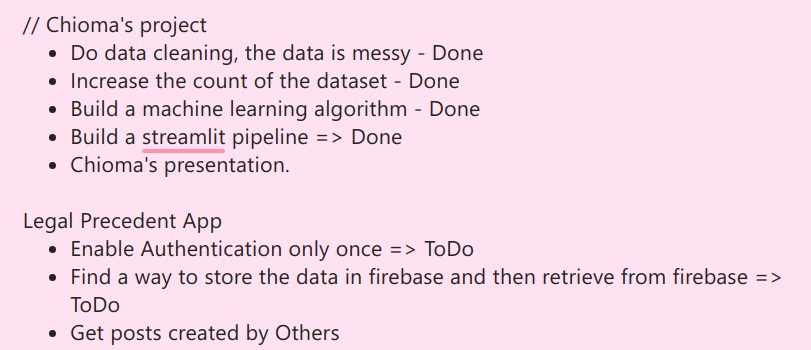 // Chioma's project
• Do data cleaning, the data is messy - Done
• Increase the count of the dataset - Done
• Build a machine learning algorithm - Done
• Build a streamlit pipeline => Done
• Chioma's presentation.
Legal Precedent App
• Enable Authentication only once => ToDo
• Find a way to store the data in firebase and then retrieve from firebase =>
ToDo
• Get posts created by Others